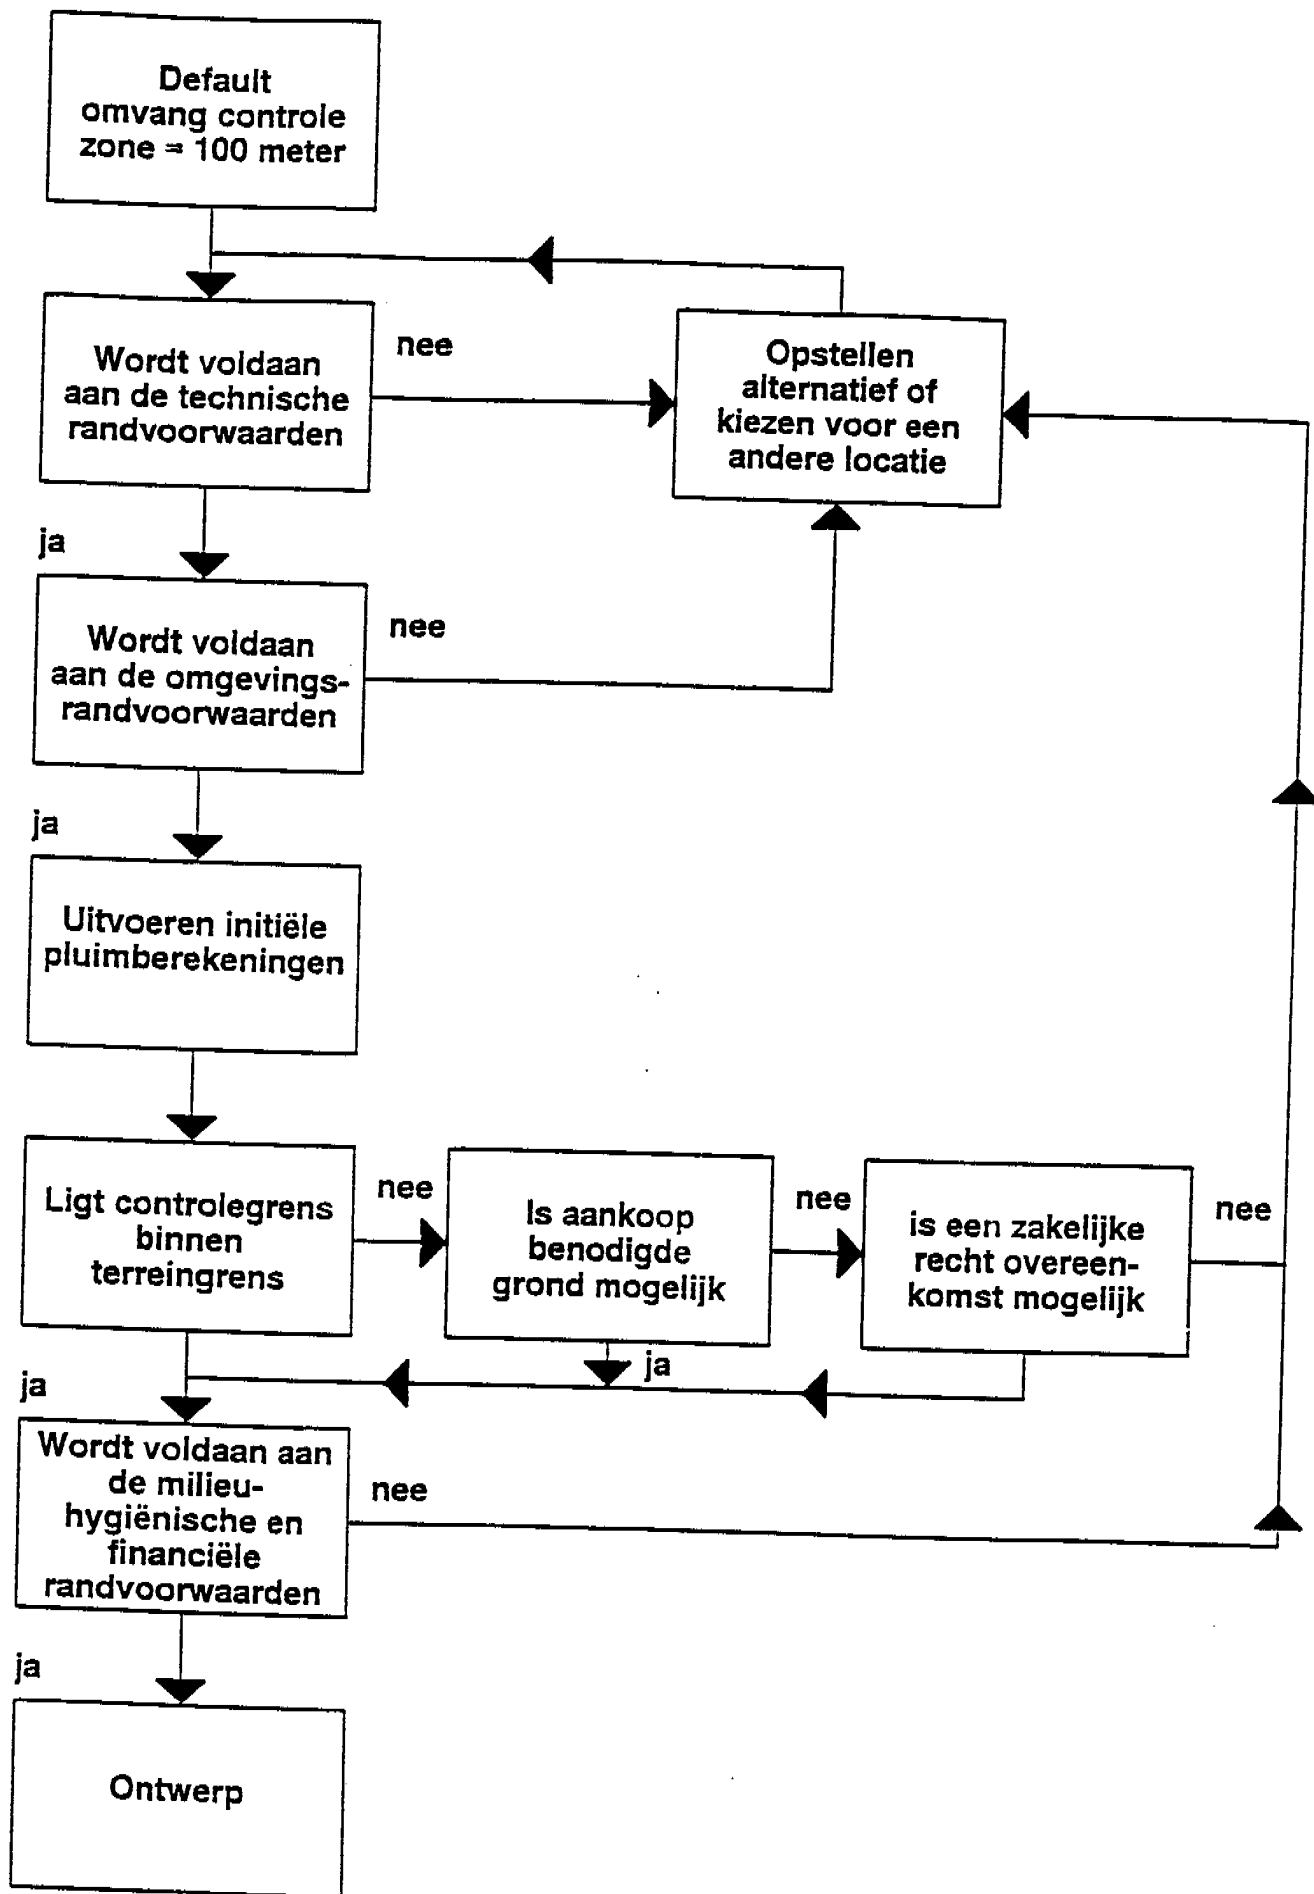 Default
omvang controle
zone = 100 meter
Wordt voldaan
aan de technische
randvoorwaarden
nee
Opstellen
alternatief of
kiezen voor een
andere locatie
ja
Wordt voldaan
aan de omgevings-
randvoorwaarden
nee
ja
Uitvoeren initiële
pluimberekeningen
Ligt controlegrens
binnen
terreingrens
nee
Is aankoop
benodigde
grond mogelijk
nee
is een zakelijke
recht overeen-
komst mogelijk
nee
ja
ja
Wordt voldaan aan
de milieu-
hygiënische en
financiële
randvoorwaarden
nee
ja
Ontwerp